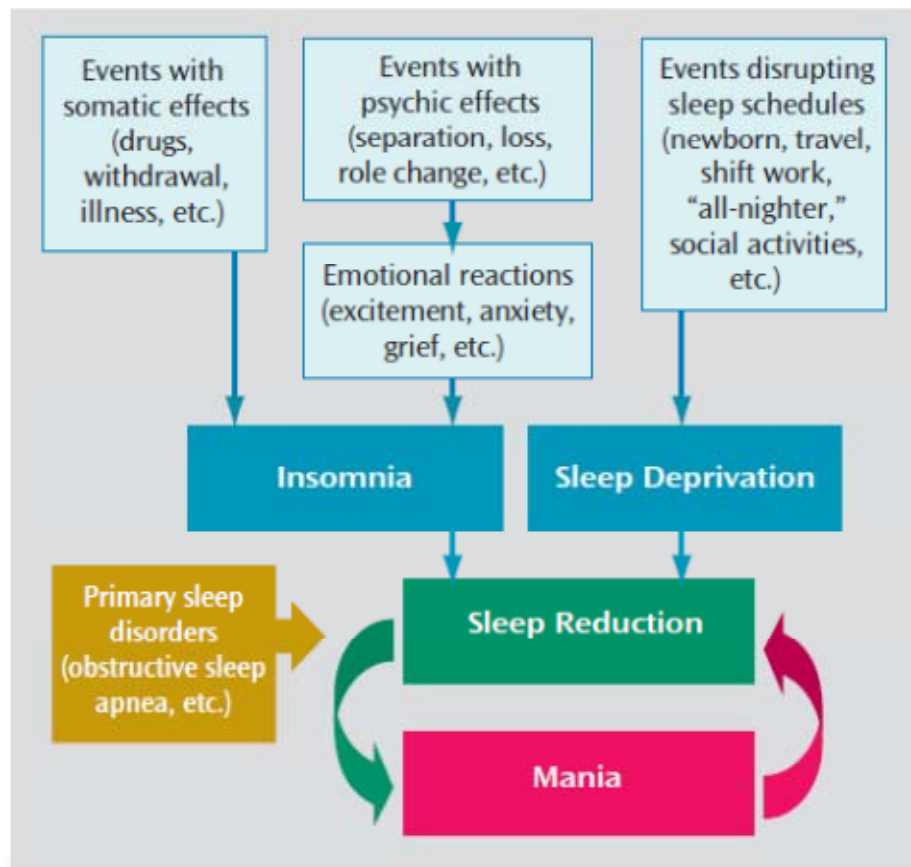 Events with
somatic effects
(drugs,
withdrawal,
illness, etc.)
Events with
psychic effects
(separation, loss,
role change, etc.)
Events disrupting
sleep schedules
(newborn, travel,
shift work,
“all-nighter,”
social activities,
etc.)
Emotional reactions
(excitement, anxiety,
grief, etc.)
Insomnia
Sleep Deprivation
Primary sleep
disorders
(obstructive sleep
apnea, etc.)
Sleep Reduction
Mania